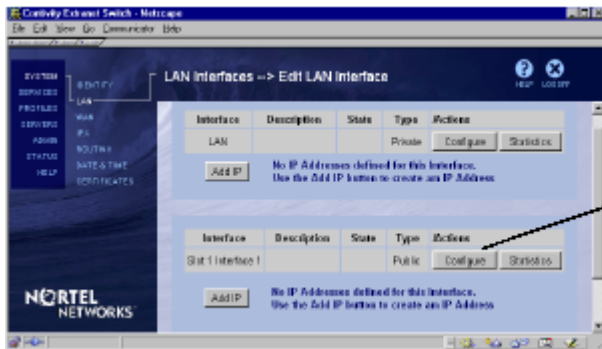 Contivity Extranet Switch - Netscape
File Edit View Go Communicator Help
SYSTEM
SERVICES
PROFILES
SERVERS
ADMIN
STATUS
HELP
IDENTITY
LAN
WAN
ROUTING
DATE & TIME
CERTIFICATES
LAN Interfaces --> Edit LAN Interface
HELP LOG OFF
Interface Description State Type Actions
LAN Private Configure Statistics
Add IP
No IP Addresses defined for this Interface.
Use the Add IP button to create an IP Address
Interface Description State Type Actions
Slot 1 Interface 1 Public Configure Statistics
Add IP
No IP Addresses defined for this Interface.
Use the Add IP button to create an IP Address
NORTEL
NETWORKS